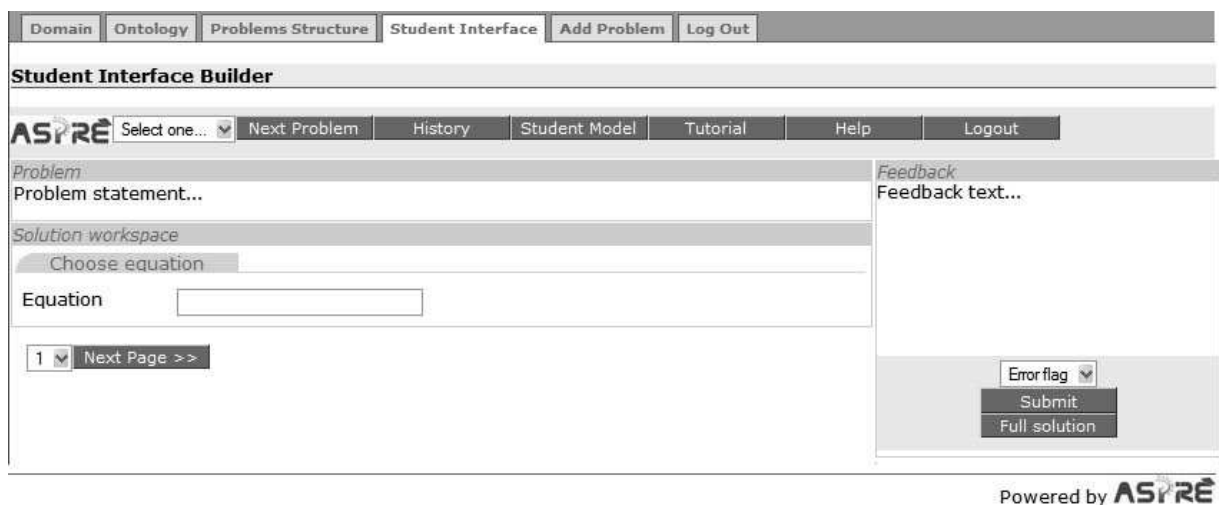 Domain Ontology Problems Structure Student Interface Add Problem Log Out
Student Interface Builder
ASPIRE Select one... Next Problem History Student Model Tutorial Help Logout
Problem
Problem statement...
Feedback
Feedback text...
Solution workspace
Choose equation
Equation
1 Next Page >>
Error flag
Submit
Full solution
Powered by ASPIRE